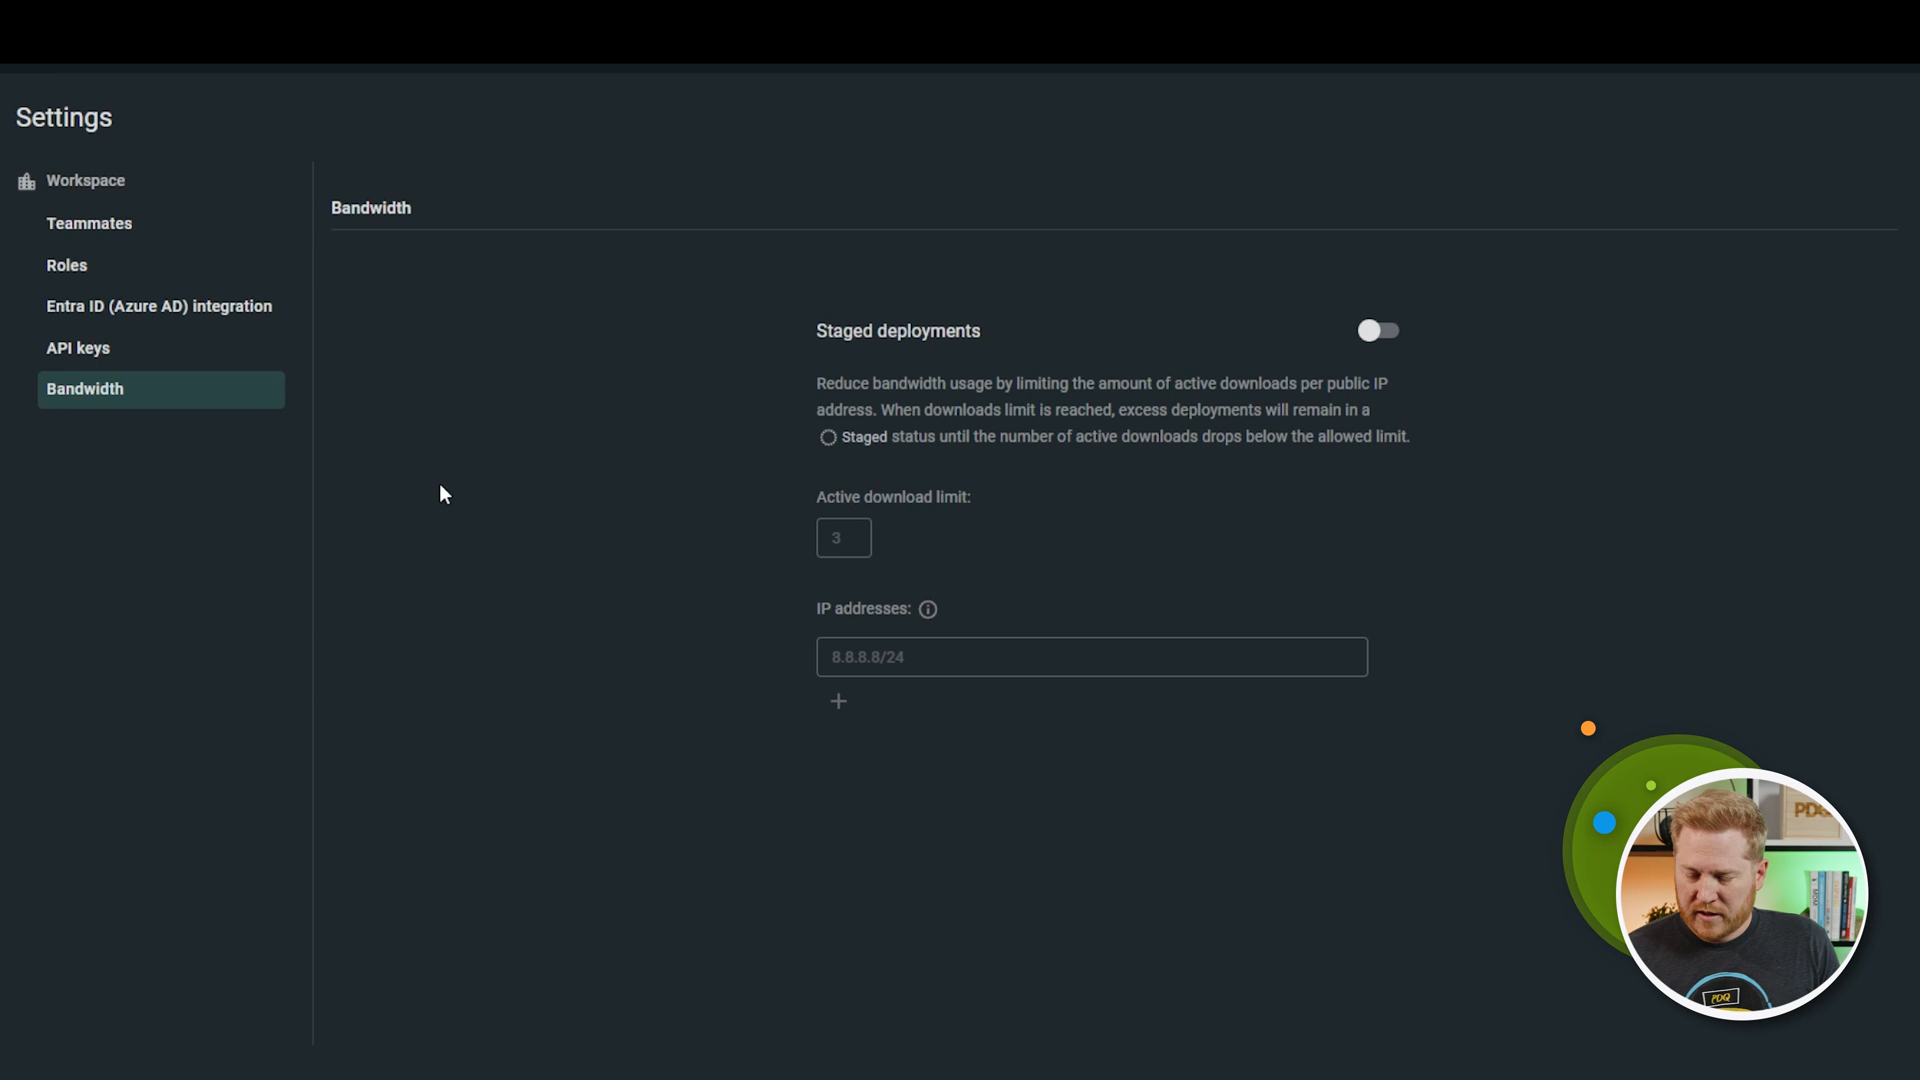 Settings
Workspace
Teammates
Roles
Entra ID (Azure AD) integration
API keys
Bandwidth
Bandwidth
Staged deployments
Reduce bandwidth usage by limiting the amount of active downloads per public IP
address. When downloads limit is reached, excess deployments will remain in a
Staged status until the number of active downloads drops below the allowed limit.
Active download limit:
3
IP addresses:
8.8.8.8/24
PDQ